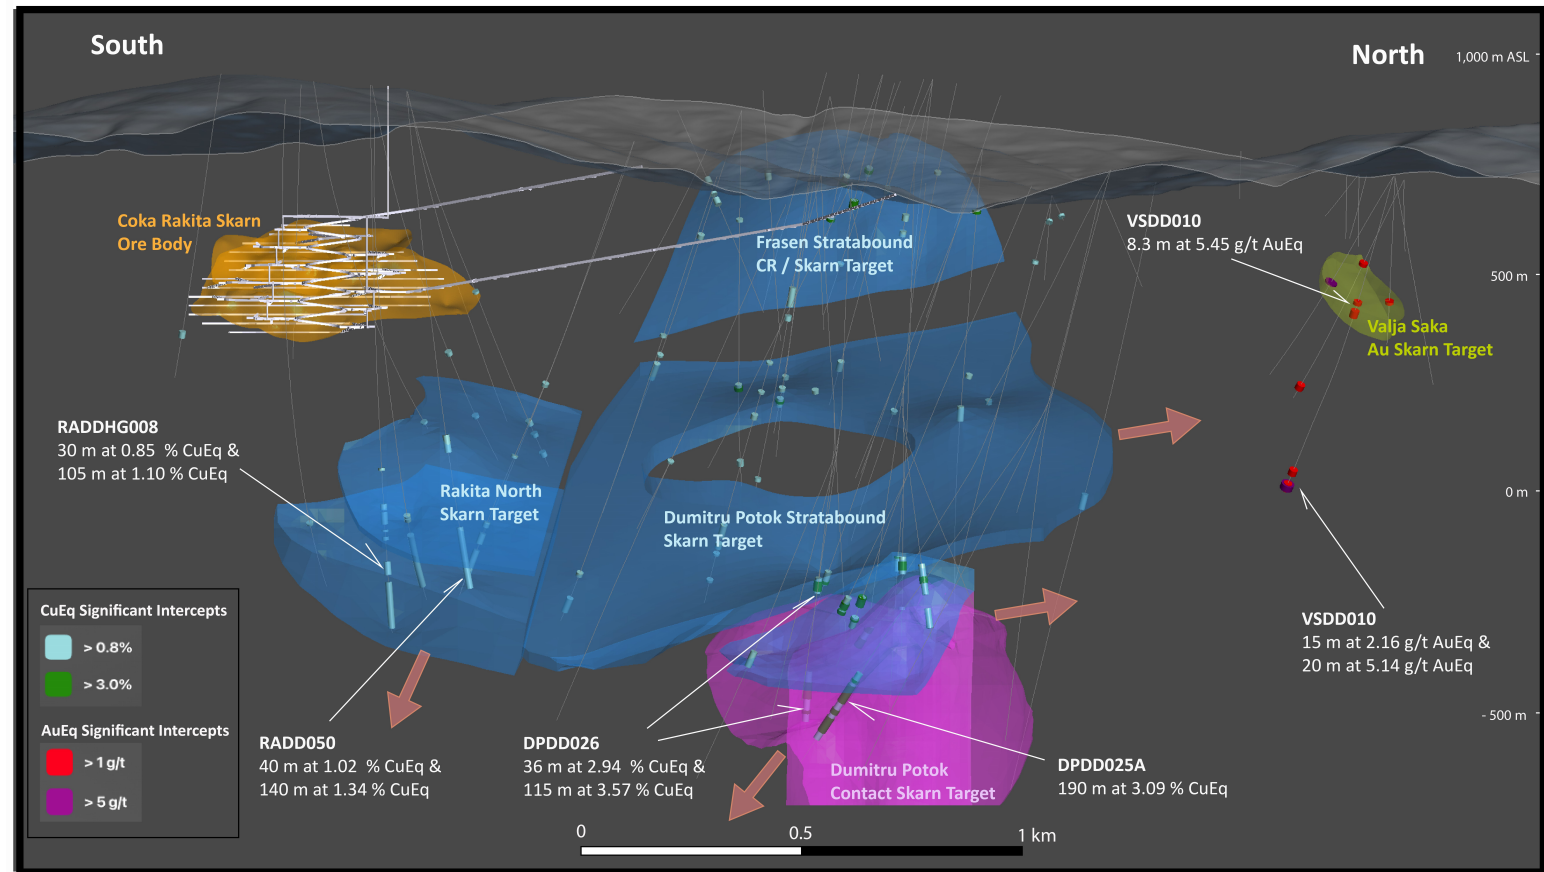 South
North
1,000 m ASL
Coka Rakita Skarn
Ore Body
Frasen Stratabound
CR / Skarn Target
VSDD010
8.3 m at 5.45 g/t AuEq
500 m
Valja Saka
Au Skarn Target
RADDHG008
30 m at 0.85 % CuEq &
105 m at 1.10 % CuEq
Rakita North
Skarn Target
Dumitru Potok Stratabound
Skarn Target
0 m
CuEq Significant Intercepts
> 0.8%
> 3.0%
AuEq Significant Intercepts
> 1 g/t
> 5 g/t
VSDD010
15 m at 2.16 g/t AuEq &
20 m at 5.14 g/t AuEq
- 500 m
RADD050
40 m at 1.02 % CuEq &
140 m at 1.34 % CuEq
DPDD026
36 m at 2.94 % CuEq &
115 m at 3.57 % CuEq
Dumitru Potok
Contact Skarn Target
DPDD025A
190 m at 3.09 % CuEq
0
0.5
1 km